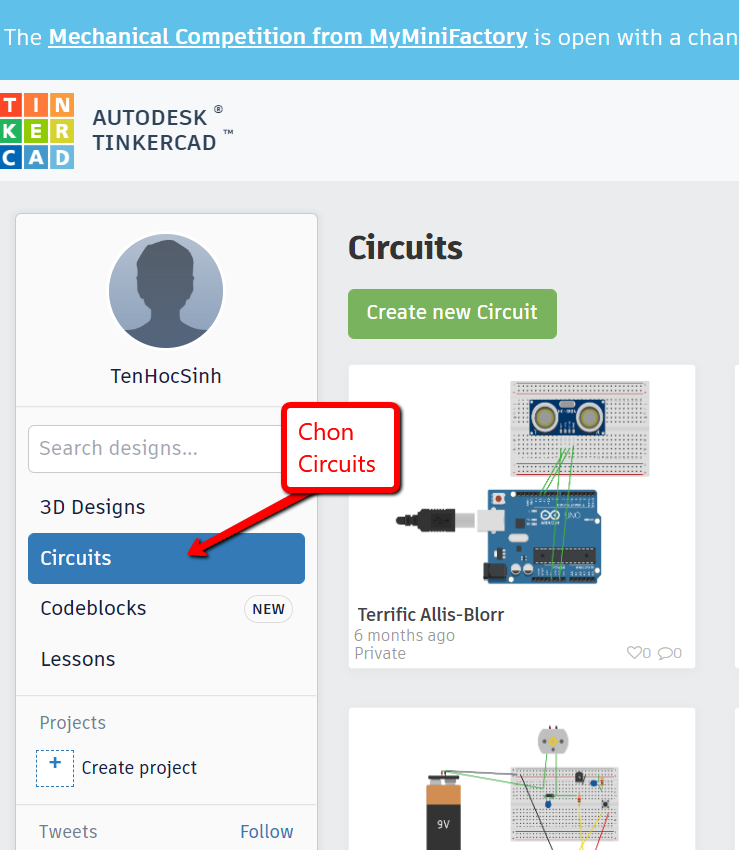 The Mechanical Competition from MyMiniFactory is open with a chan
TIN
KER
CAD
AUTODESK ®
TINKERCAD ™
TenHocSinh
Search designs...
3D Designs
Circuits
Codeblocks NEW
Lessons
Projects
+ Create project
Tweets Follow
Chon
Circuits
Circuits
Create new Circuit
UNO
Terrific Allis-Blorr
6 months ago
Private 0 0
9V